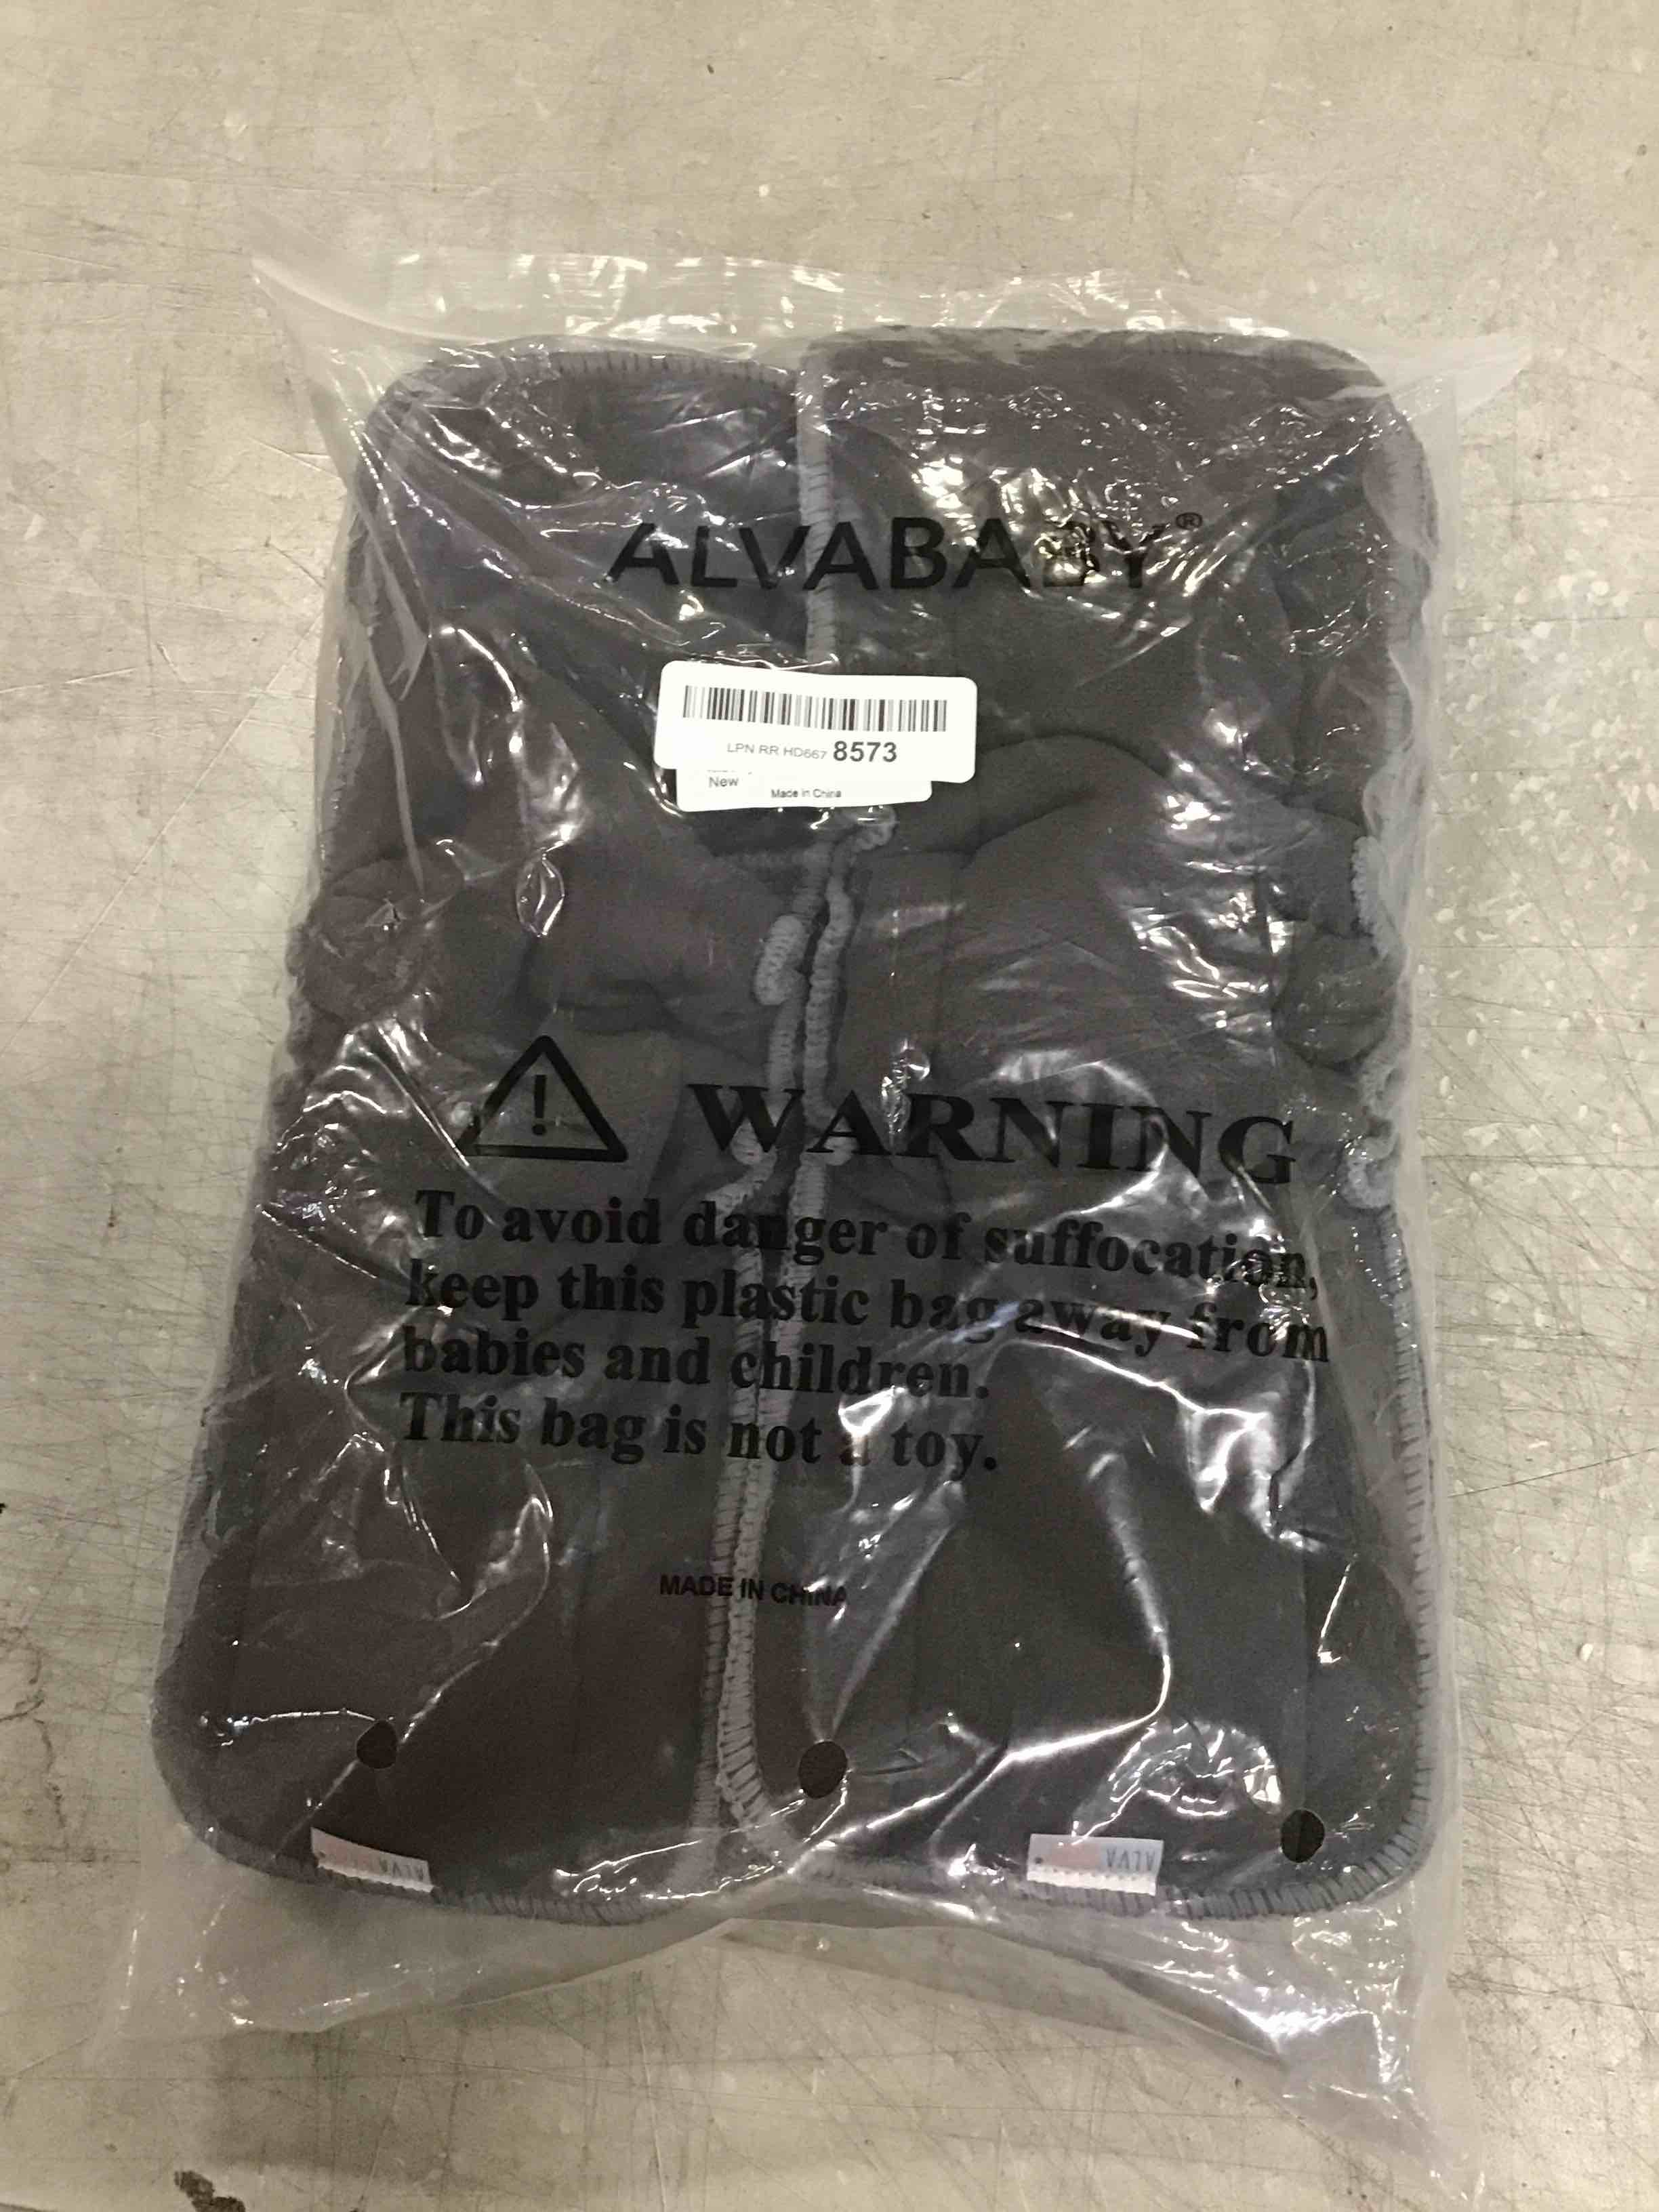 ALVABABY®
LPN RR HD667 8573
New
Made in China
WARNING
To avoid danger of suffocation,
keep this plastic bag away from
babies and children.
This bag is not a toy.
MADE IN CHINA
ALVA
ALVA